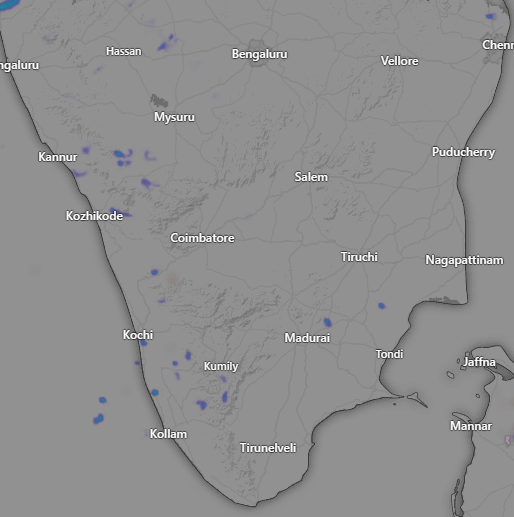 Hassan
Bengaluru
Chenn
ngaluru
Vellore
Mysuru
Kannur
Puducherry
Salem
Kozhikode
Coimbatore
Tiruchi
Nagapattinam
Kochi
Madurai
Tondi
Kumily
Jaffna
Mannar
Kollam
Tirunelveli